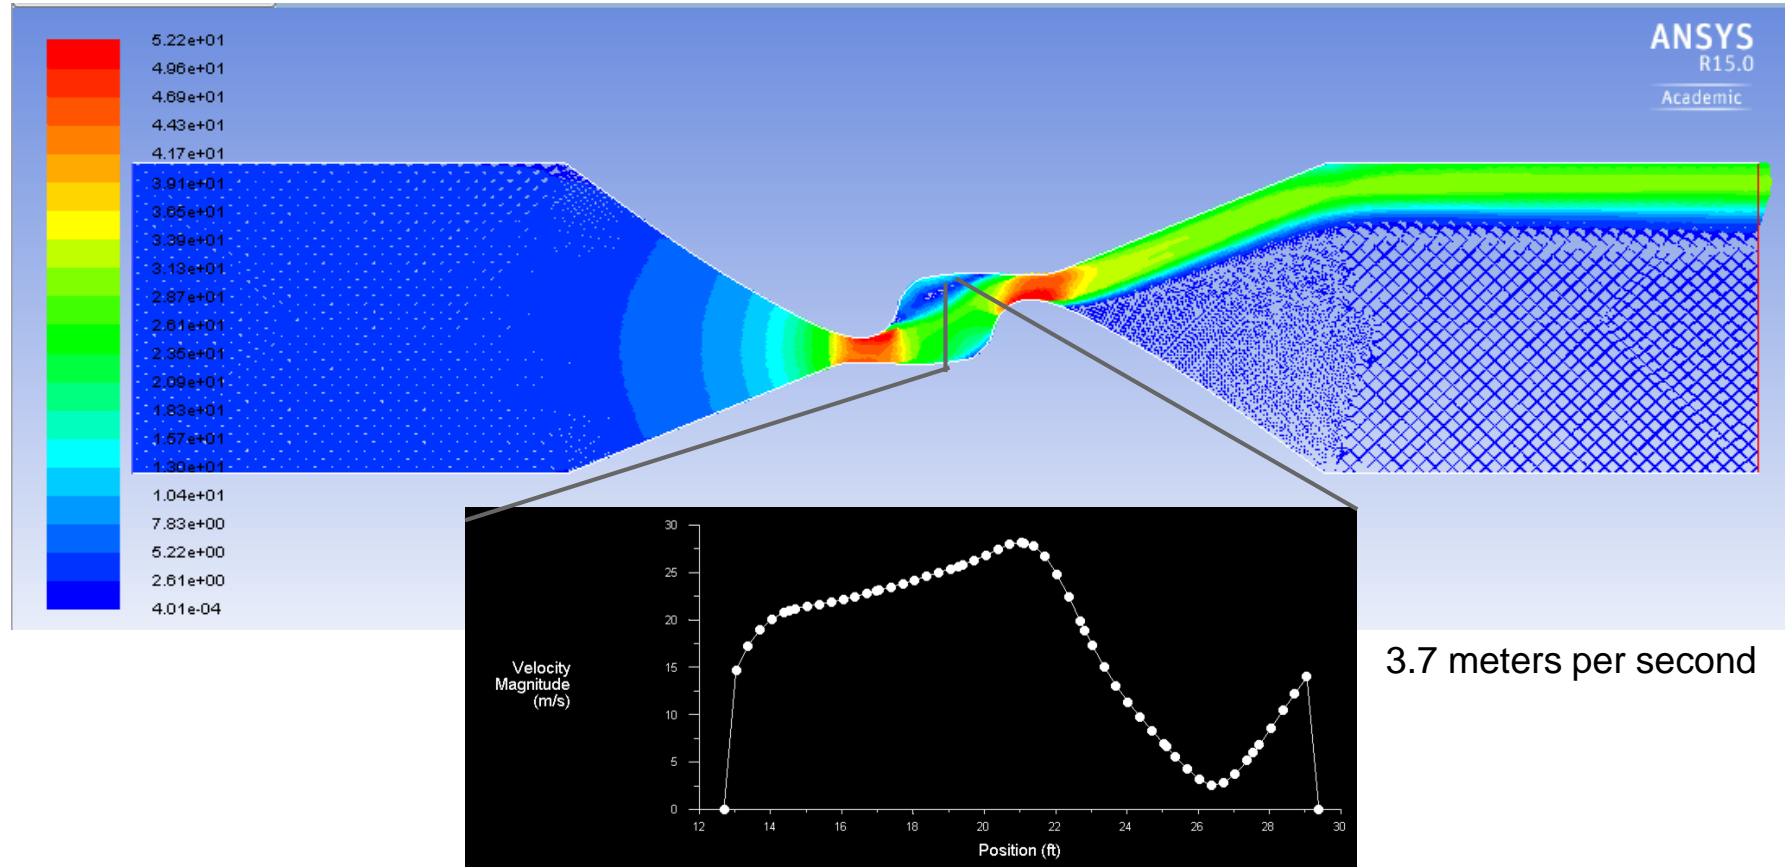 5.22e+01
4.96e+01
4.69e+01
4.43e+01
4.17e+01
3.91e+01
3.65e+01
3.39e+01
3.13e+01
2.87e+01
2.61e+01
2.35e+01
2.09e+01
1.83e+01
1.57e+01
1.30e+01
1.04e+01
7.83e+00
5.22e+00
2.61e+00
4.01e-04
ANSYS
R15.0
Academic
3.7 meters per second
Velocity
Magnitude
(m/s)
30
25
20
15
10
5
0
12 14 16 18 20 22 24 26 28 30
Position (ft)